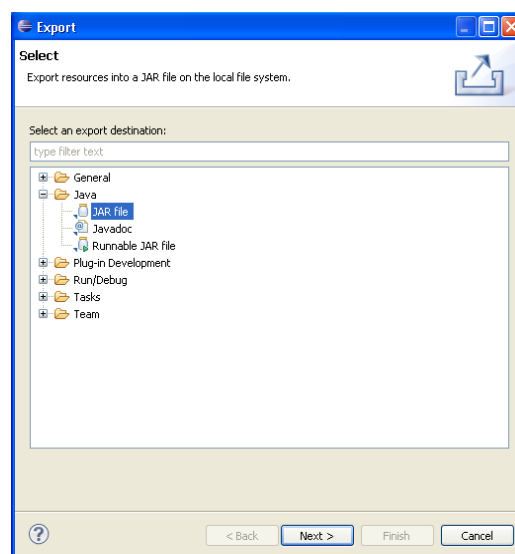 Export
Select
Export resources into a JAR file on the local file system.
Select an export destination:
type filter text
General
Java
JAR file
Javadoc
Runnable JAR file
Plug-in Development
Run/Debug
Tasks
Team
< Back Next > Finish Cancel